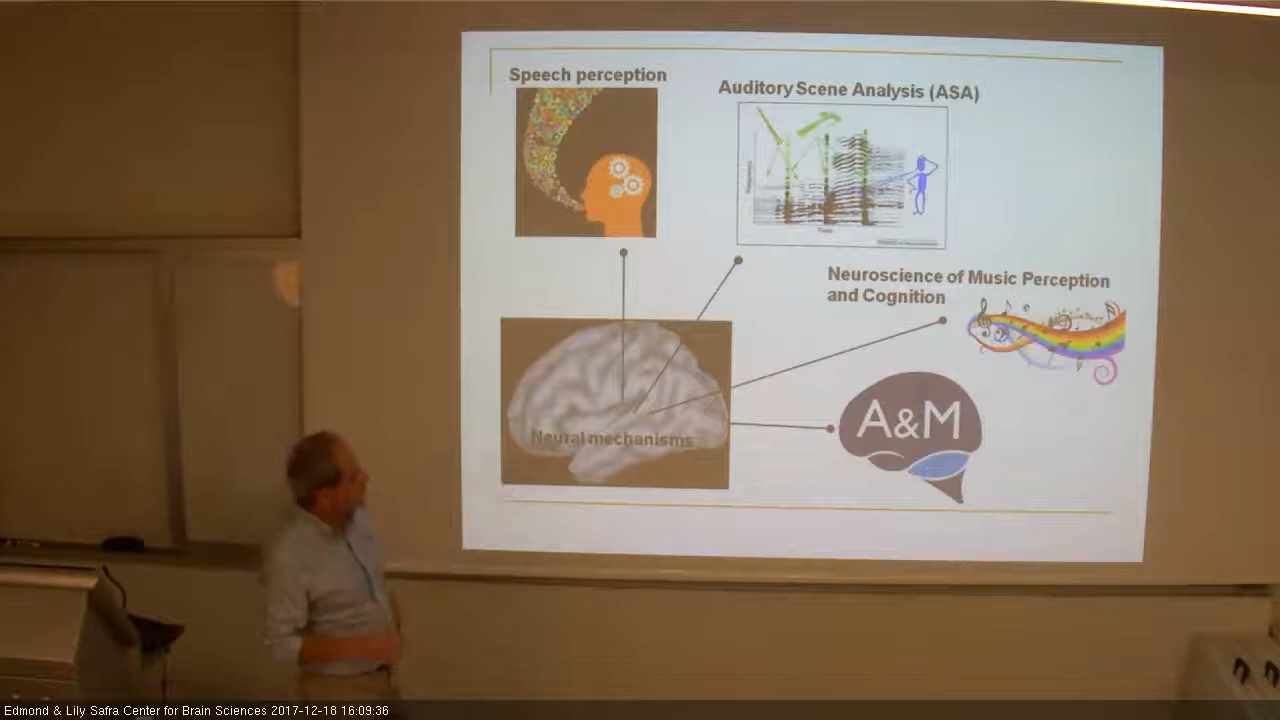 Speech perception
Auditory Scene Analysis (ASA)
Neuroscience of Music Perception
and Cognition
A&M
Neural mechanisms
Edmond & Lily Safra Center for Brain Sciences 2017-12-18 16:09:36